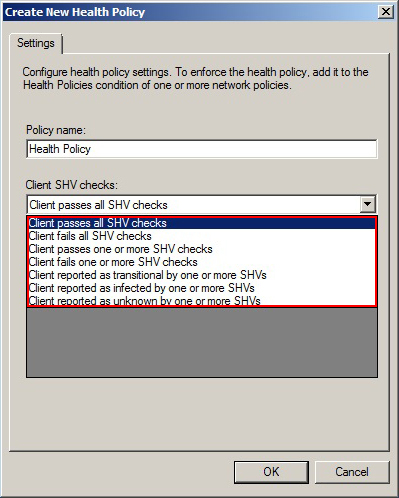 Create New Health Policy
Settings
Configure health policy settings. To enforce the health policy, add it to the
Health Policies condition of one or more network policies.
Policy name:
Health Policy
Client SHV checks:
Client passes all SHV checks
Client passes all SHV checks
Client fails all SHV checks
Client passes one or more SHV checks
Client fails one or more SHV checks
Client reported as transitional by one or more SHVs
Client reported as infected by one or more SHVs
Client reported as unknown by one or more SHVs
OK
Cancel